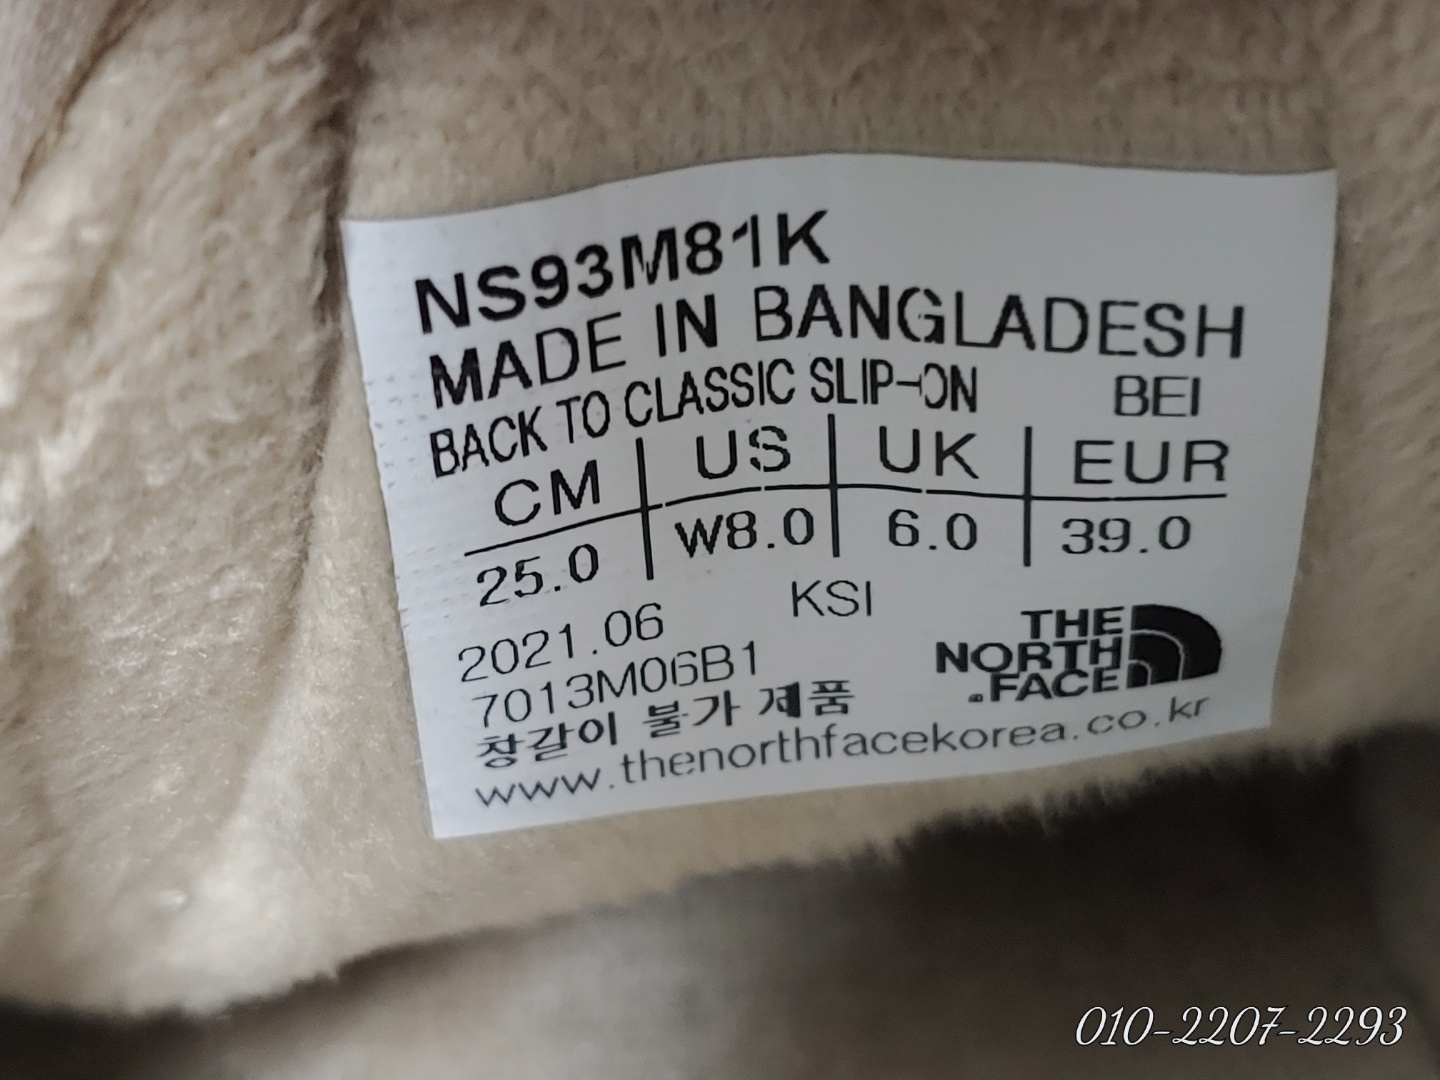 NS93M81K
MADE IN BANGLADESH
BACK TO CLASSIC SLIP-ON BEI
CM US UK EUR
25.0 W8.0 6.0 39.0
2021.06 KSI
7013M06B1
창갈이 불가 제품
THE
NORTH
FACE
www.thenorthfacekorea.co.kr
010-2207-2293